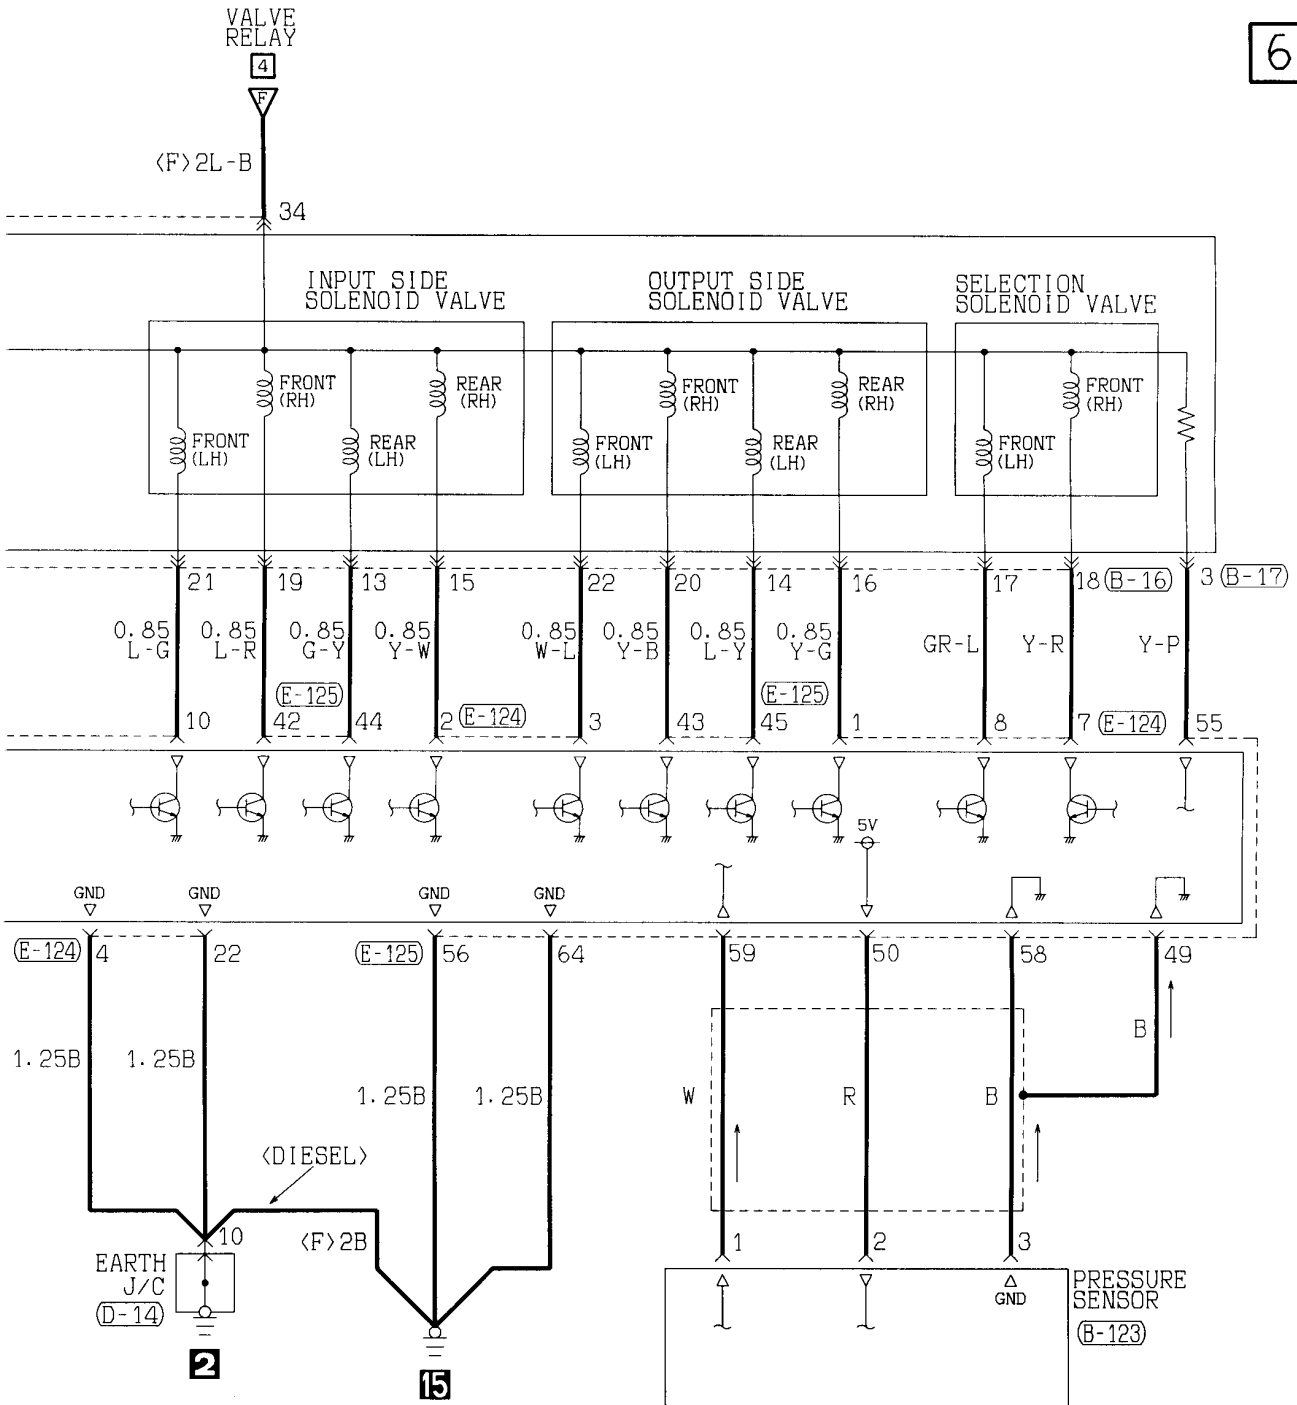 VALVE
RELAY
4
F
6
<F>2L-B
34
INPUT SIDE
SOLENOID VALVE
OUTPUT SIDE
SOLENOID VALVE
SELECTION
SOLENOID VALVE
FRONT
(RH)
REAR
(RH)
FRONT
(RH)
REAR
(RH)
FRONT
(RH)
FRONT
(LH)
REAR
(LH)
FRONT
(LH)
REAR
(LH)
FRONT
(LH)
21 19 13 15 22 20 14 16 17 18 (B-16) 3 (B-17)
0.85 0.85 0.85 0.85 0.85 0.85 0.85 0.85
L-G L-R G-Y Y-W W-L Y-B L-Y Y-G GR-L Y-R Y-P
(E-125) (E-125)
10 42 44 2 (E-124) 3 43 45 1 8 7 (E-124) 55
5V
GND GND GND GND
(E-124) 4 22 (E-125) 56 64 59 50 58 49
1.25B 1.25B 1.25B 1.25B W R B B
<DIESEL>
10 <F>2B 1 2 3
EARTH
J/C
(D-14)
2
15
GND
PRESSURE
SENSOR
(B-123)